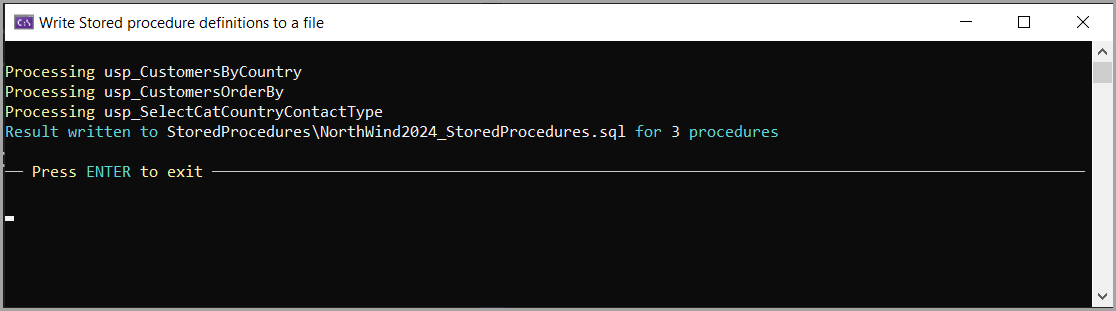 C:\ Write Stored procedure definitions to a file
Processing usp_CustomersByCountry
Processing usp_CustomersOrderBy
Processing usp_SelectCatCountryContactType
Result written to StoredProcedures\NorthWind2024_StoredProcedures.sql for 3 procedures
Press ENTER to exit